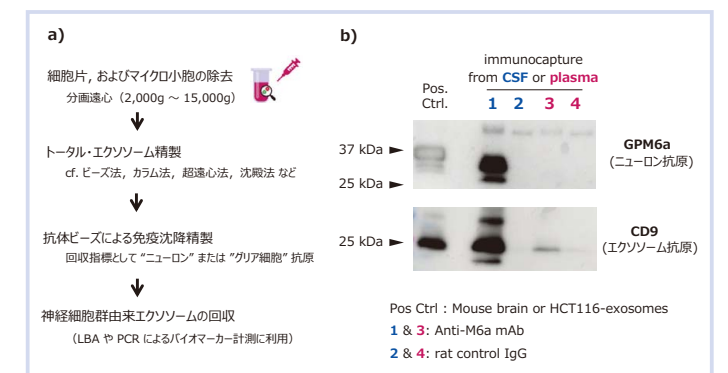 a)
細胞片, およびマイクロ小胞の除去
分画遠心（2,000g ～ 15,000g）
トータル・エクソソーム精製
cf. ビーズ法，カラム法，超遠心法，沈殿法 など
抗体ビーズによる免疫沈降精製
回収指標として “ニューロン” または ”グリア細胞” 抗原
神経細胞群由来エクソソームの回収
（LBA や PCR によるバイオマーカー計測に利用）
b)
immunocapture
from CSF or plasma
Pos.
Ctrl.
1 2 3 4
37 kDa
25 kDa
GPM6a
(ニューロン抗原)
25 kDa
CD9
(エクソソーム抗原)
Pos Ctrl : Mouse brain or HCT116-exosomes
1 & 3: Anti-M6a mAb
2 & 4: rat control IgG